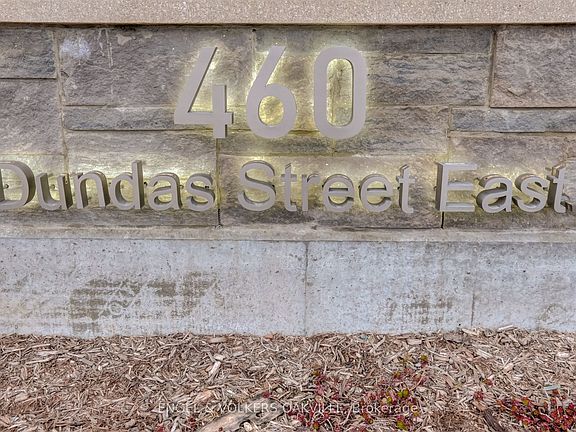 460
Dundas Street East
ENGEL & VOLKERS OAKVILLE, Brokerage